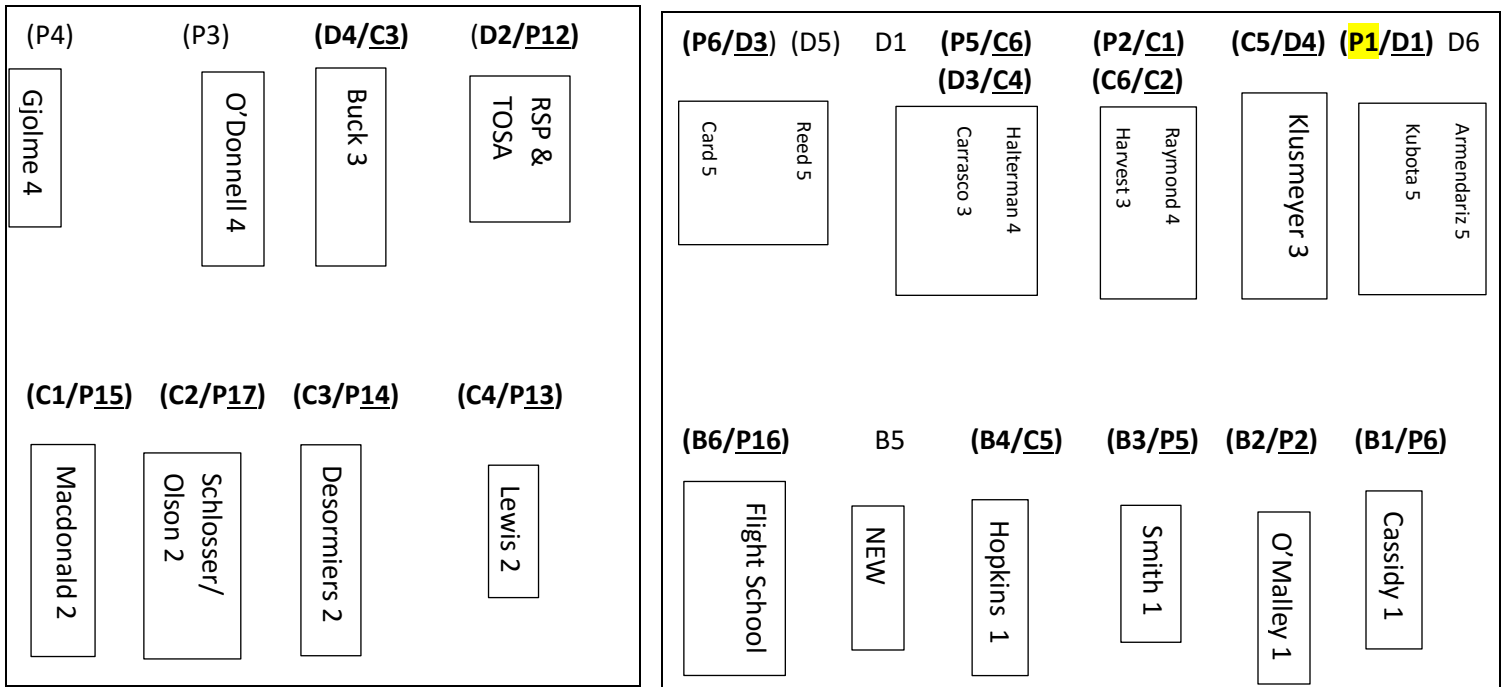 (P4) (P3) (D4/C3) (D2/P12)
Gjolme 4
O'Donnell 4
Buck 3
RSP &
TOSA
(C1/P15) (C2/P17) (C3/P14) (C4/P13)
Macdonald 2
Schlosser/
Olson 2
Desormiers 2
Lewis 2
(P6/D3) (D5) D1 (P5/C6) (P2/C1) (C5/D4) (P1/D1) D6
(D3/C4) (C6/C2)
Reed 5
Card 5
Halterman 4
Carrasco 3
Raymond 4
Harvest 3
Klusmeyer 3
Armendariz 5
Kubota 5
(B6/P16) B5 (B4/C5) (B3/P5) (B2/P2) (B1/P6)
Flight School
NEW
Hopkins 1
Smith 1
O'Malley 1
Cassidy 1